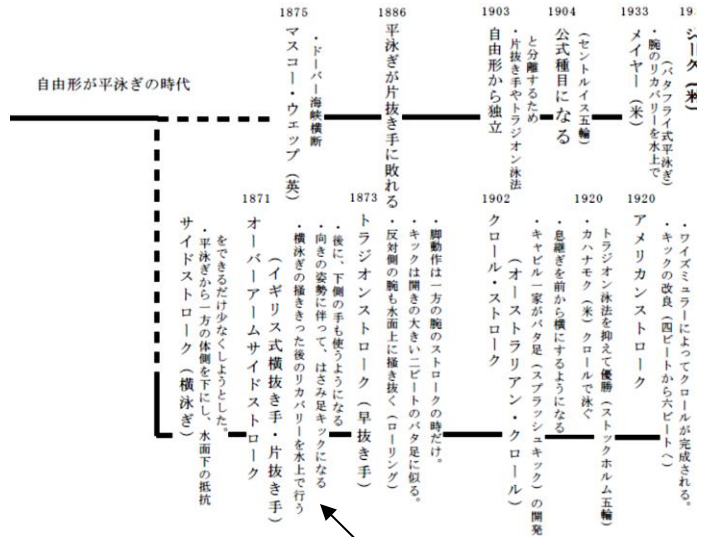 自由形が平泳ぎの時代
1875
マスコー・ウェップ（英）
・ドーバー海峡横断
1886
平泳ぎが片抜き手に敗れる
1903
自由形から独立
・片抜き手やトラジオン泳法
と分離するため
1904
公式種目になる
（セントルイス五輪）
1933
メイヤー（米）
・腕のリカバリーを水上で
（バタフライ式平泳ぎ）
シーク（米）
サイドストローク（横泳ぎ）
・平泳ぎから一方の体側を下にし、水面下の抵抗
をできるだけ少なくしようとした。
1871
オーバーアームサイドストローク
（イギリス式横抜き手・片抜き手）
・横泳ぎの掻ききった後のリカバリーを水上で行う
・向きの姿勢に伴って、はさみ足キックになる
・後に、下側の手も使うようになる
1873
トラジオンストローク（早抜き手）
・反対側の腕も水面上に掻き抜く（ローリング）
・キックは開きの大きい二ビートのバタ足に似る。
・脚動作は一方の腕のストロークの時だけ。
1902
クロール・ストローク
（オーストラリアン・クロール）
・キャビル一家がバタ足（スプラッシュキック）の開発
・息継ぎを前から横にするようになる
1920
・カハナモク（米）クロールで泳ぐ
トラジオン泳法を抑えて優勝（ストックホルム五輪）
1920
アメリカンストローク
・キックの改良（四ビートから六ビートへ）
・ワイズミュラーによってクロールが完成される。